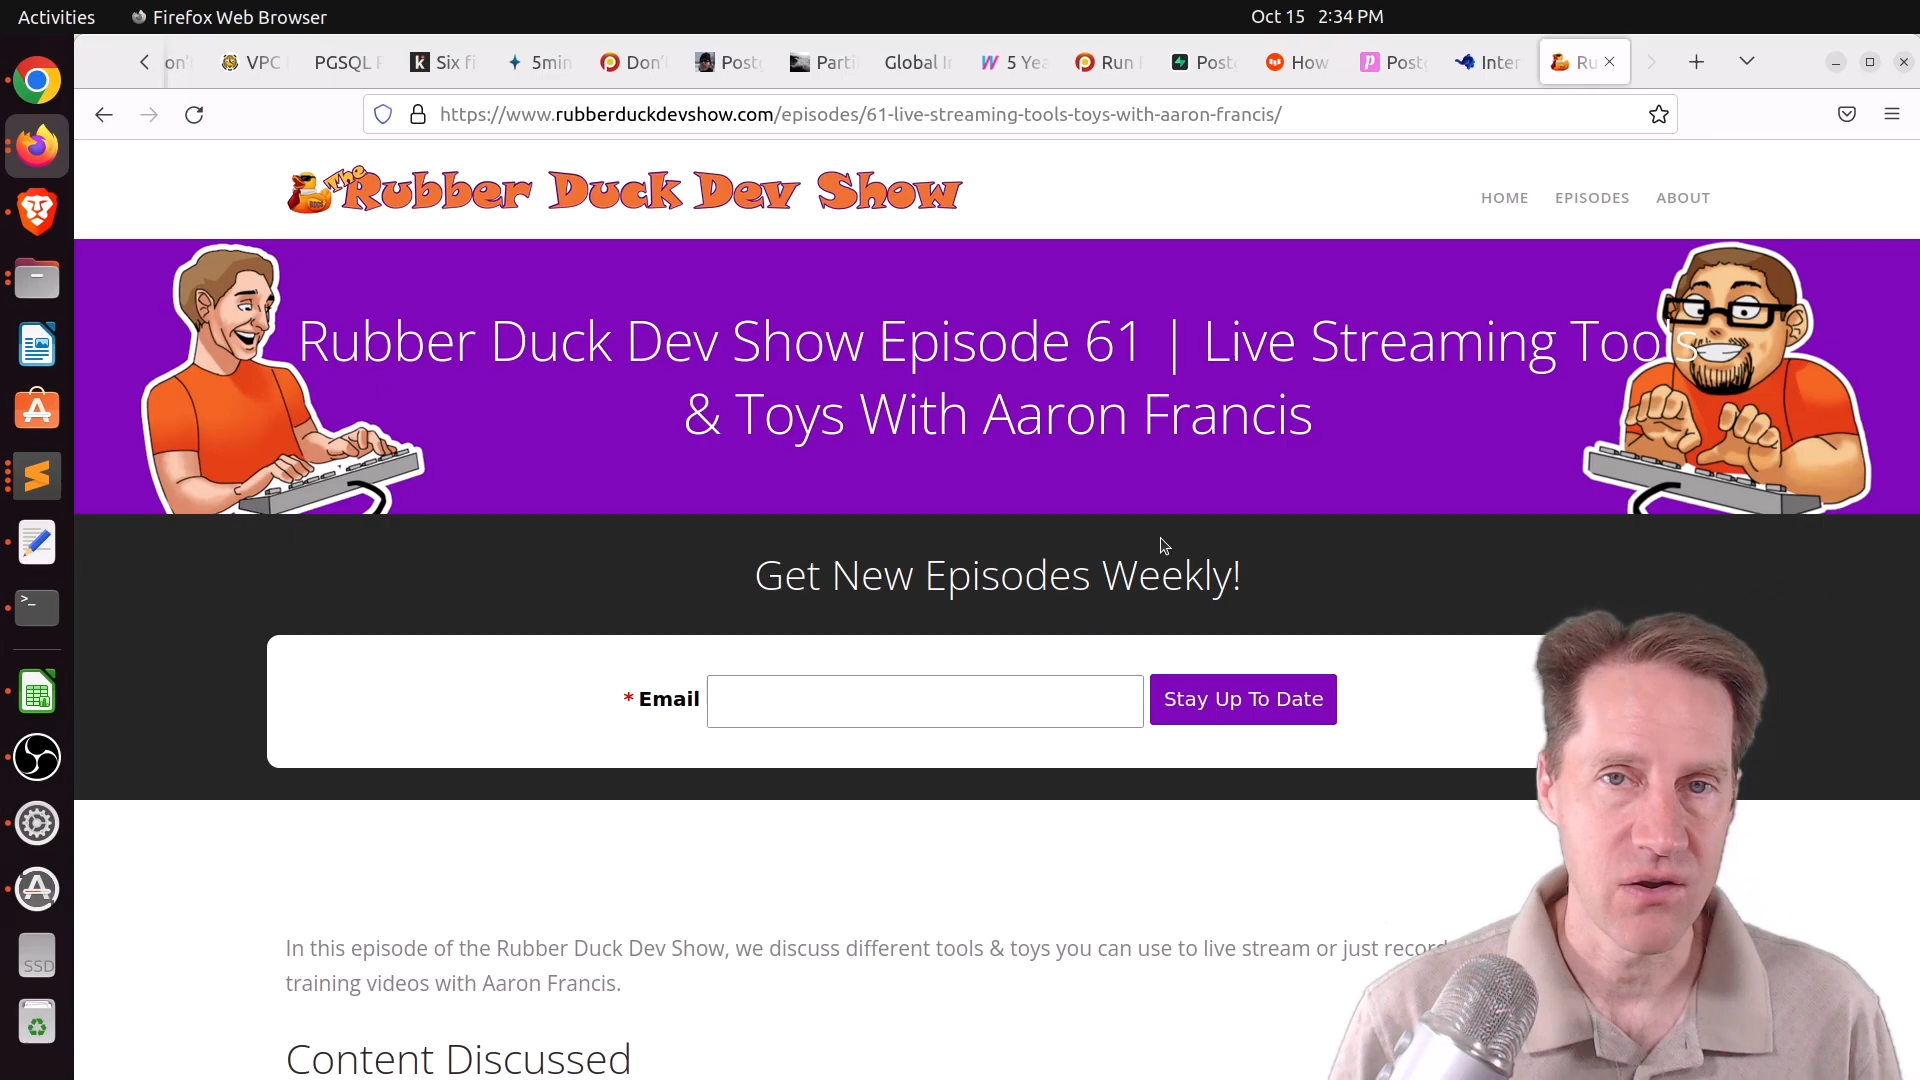 Activities
Firefox Web Browser
Oct 15 2:34 PM
on't
VPC
PGSQL
Six fi
5min
Don't
Post
Parti
Global I
5 Yea
Run
Post
How
Post
Inter
Ru
https://www.rubberduckdevshow.com/episodes/61-live-streaming-tools-toys-with-aaron-francis/
The Rubber Duck Dev Show
HOME
EPISODES
ABOUT
Rubber Duck Dev Show Episode 61 | Live Streaming Tools
& Toys With Aaron Francis
Get New Episodes Weekly!
* Email
Stay Up To Date
In this episode of the Rubber Duck Dev Show, we discuss different tools & toys you can use to live stream or just record
training videos with Aaron Francis.
Content Discussed
SSD